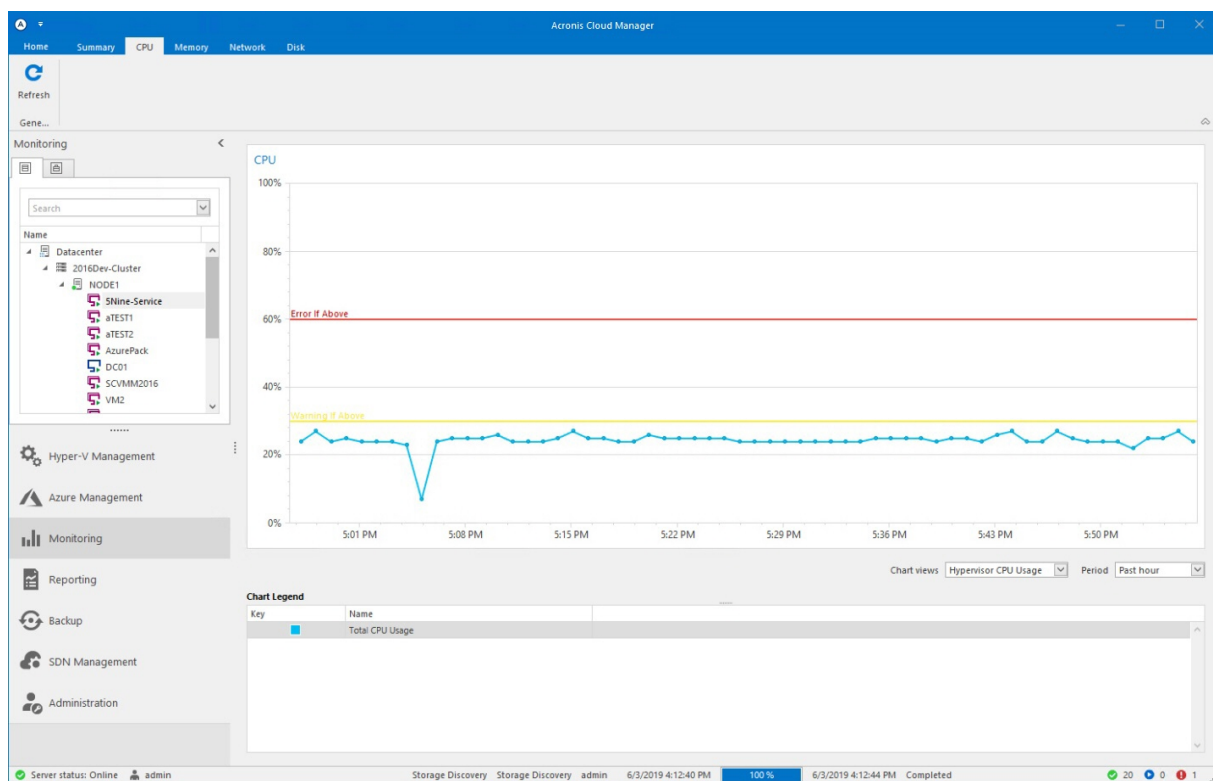 Acronis Cloud Manager
Home Summary CPU Memory Network Disk
Refresh
Gene...
Monitoring
Search
Name
Datacenter
2016Dev-Cluster
NODE1
5Nine-Service
aTEST1
aTEST2
AzurePack
DC01
SCVMM2016
VM2
Hyper-V Management
Azure Management
Monitoring
Reporting
Backup
SDN Management
Administration
CPU
100%
80%
Error If Above
60%
40%
Warning If Above
20%
0%
5:01 PM 5:08 PM 5:15 PM 5:22 PM 5:29 PM 5:36 PM 5:43 PM 5:50 PM
Chart views Hypervisor CPU Usage Period Past hour
Chart Legend
Key Name
Total CPU Usage
Server status: Online admin Storage Discovery Storage Discovery admin 6/3/2019 4:12:40 PM 100 % 6/3/2019 4:12:44 PM Completed 20 0 1